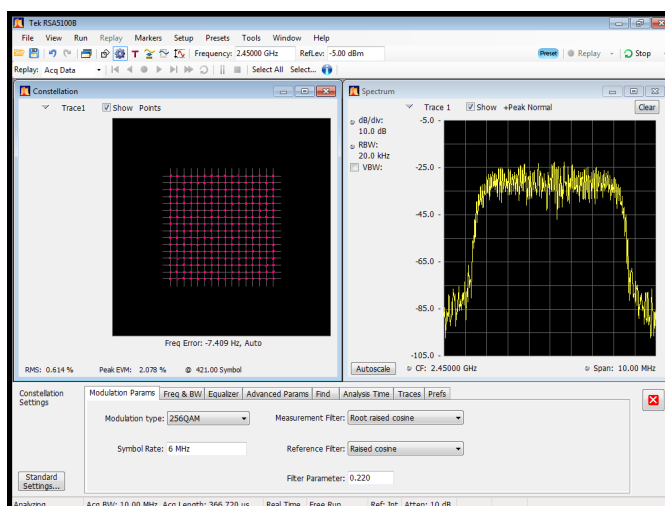 Tek RSA5100B
File View Run Replay Markers Setup Presets Tools Window Help
T Frequency: 2.45000 GHz RefLev: -5.00 dBm Preset Replay Stop
Replay: Acq Data Select All Select...
Constellation
Trace1 Show Points
Freq Error: -7.409 Hz, Auto
RMS: 0.614 % Peak EVM: 2.078 % @ 421.00 Symbol
Spectrum
Trace 1 Show +Peak Normal Clear
dB/div:
10.0 dB
RBW:
20.0 kHz
VBW:
-5.0
-25.0
-45.0
-65.0
-85.0
-105.0
Autoscale CF: 2.45000 GHz Span: 10.00 MHz
Constellation
Settings
Modulation Params Freq & BW Equalizer Advanced Params Find Analysis Time Traces Prefs
Modulation type: 256QAM Measurement Filter: Root raised cosine
Symbol Rate: 6 MHz Reference Filter: Raised cosine
Filter Parameter: 0.220
Standard
Settings...
Analyzing Acq BW: 10.00 MHz, Acq Length: 366.720 us Real Time Free Run Ref: Int Atten: 10 dB